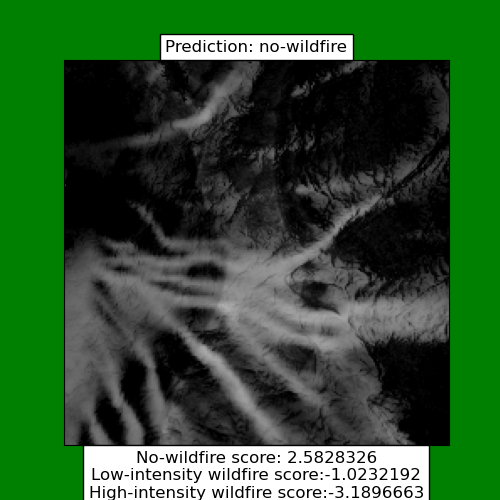 Prediction: no-wildfire
No-wildfire score: 2.5828326
Low-intensity wildfire score:-1.0232192
High-intensity wildfire score:-3.1896663